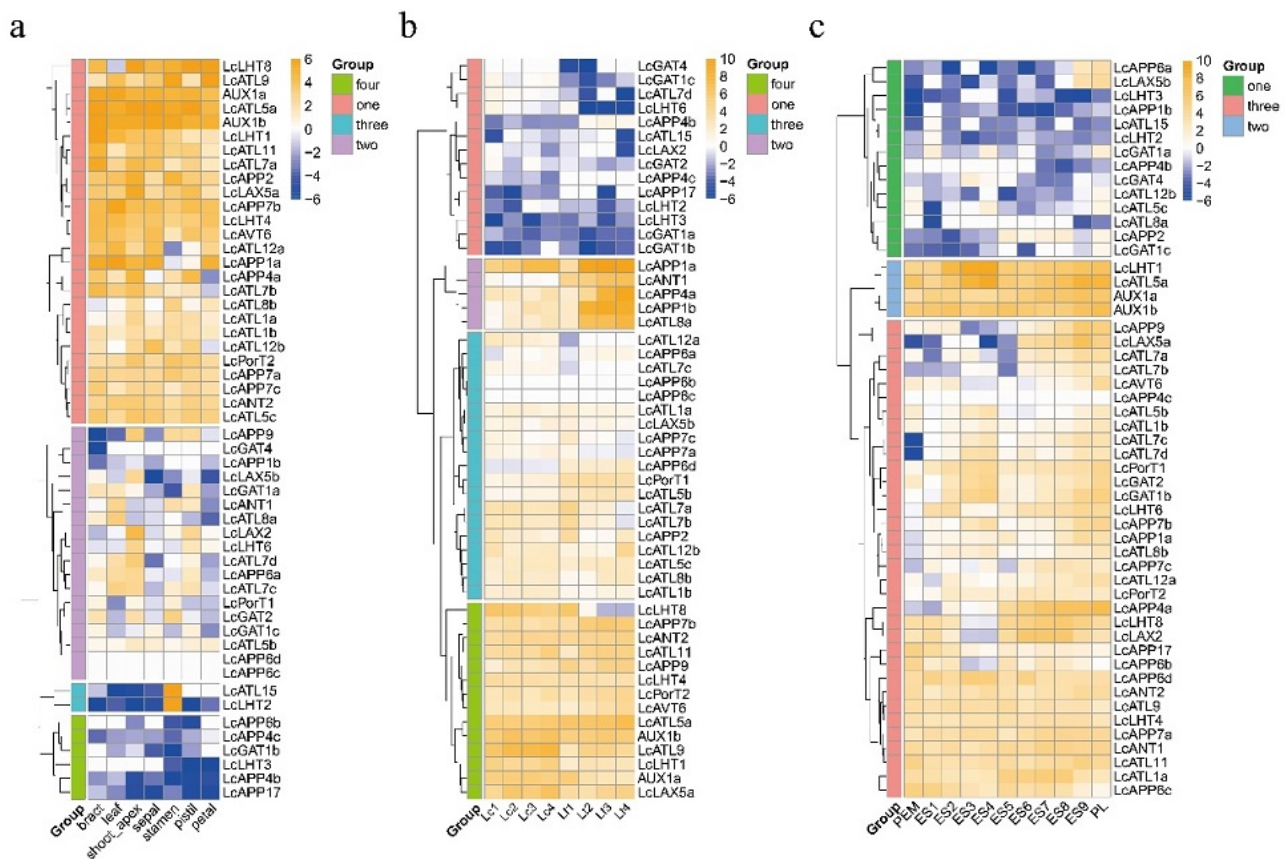 a
LcLHT8
LcATL9
AUX1a
LcATL5a
AUX1b
LcLHT1
LcATL11
LcATL7a
LcAPP2
LcLAX5a
LcAPP7b
LcLHT4
LcAVT6
LcATL12a
LcAPP1a
LcAPP4a
LcATL7b
LcATL8b
LcATL1a
LcATL1b
LcATL12b
LcPorT2
LcAPP7a
LcAPP7c
LcANT2
LcATL5c
LcAPP9
LcGAT4
LcAPP1b
LcLAX5b
LcGAT1a
LcANT1
LcATL8a
LcLAX2
LcLHT6
LcATL7d
LcAPP6a
LcATL7c
LcPorT1
LcGAT2
LcGAT1c
LcATL5b
LcAPP6d
LcAPP6c
LcATL15
LcLHT2
LcAPP6b
LcAPP4c
LcGAT1b
LcLHT3
LcAPP4b
LcAPP17
Group
bract
leaf
shoot_apex
sepal
stamen
pistil
petal
6
4
2
0
−2
−4
−6
Group
four
one
three
two
b
LcGAT4
LcGAT1c
LcATL7d
LcLHT6
LcAPP4b
LcATL15
LcLAX2
LcGAT2
LcAPP4c
LcAPP17
LcLHT2
LcLHT3
LcGAT1a
LcGAT1b
LcAPP1a
LcANT1
LcAPP4a
LcAPP1b
LcATL8a
LcATL12a
LcAPP6a
LcATL7c
LcAPP6b
LcAPP6c
LcATL1a
LcLAX5b
LcAPP7c
LcAPP7a
LcAPP6d
LcPorT1
LcATL5b
LcATL7a
LcATL7b
LcAPP2
LcATL12b
LcATL5c
LcATL8b
LcATL1b
LcLHT8
LcAPP7b
LcANT2
LcATL11
LcAPP9
LcLHT4
LcPorT2
LcAVT6
LcATL5a
AUX1b
LcATL9
LcLHT1
AUX1a
LcLAX5a
Group
Lc1
Lc2
Lc3
Lc4
Lf1
Lf2
Lf3
Lf4
10
8
6
4
2
0
−2
−4
−6
Group
four
one
three
two
c
LcAPP6a
LcLAX5b
LcLHT3
LcAPP1b
LcATL15
LcLHT2
LcGAT1a
LcAPP4b
LcGAT4
LcATL12b
LcATL5c
LcATL8a
LcAPP2
LcGAT1c
LcLHT1
LcATL5a
AUX1a
AUX1b
LcAPP9
LcLAX5a
LcATL7a
LcATL7b
LcAVT6
LcAPP4c
LcATL5b
LcATL1b
LcATL7c
LcATL7d
LcPorT1
LcGAT2
LcGAT1b
LcLHT6
LcAPP7b
LcAPP1a
LcATL8b
LcAPP7c
LcATL12a
LcPorT2
LcAPP4a
LcLHT8
LcLAX2
LcAPP17
LcAPP6b
LcAPP6d
LcANT2
LcATL9
LcLHT4
LcAPP7a
LcANT1
LcATL11
LcATL1a
LcAPP6c
Group
PEM
ES1
ES2
ES3
ES4
ES5
ES6
ES7
ES8
ES9
PL
10
8
6
4
2
0
−2
−4
−6
Group
one
three
two